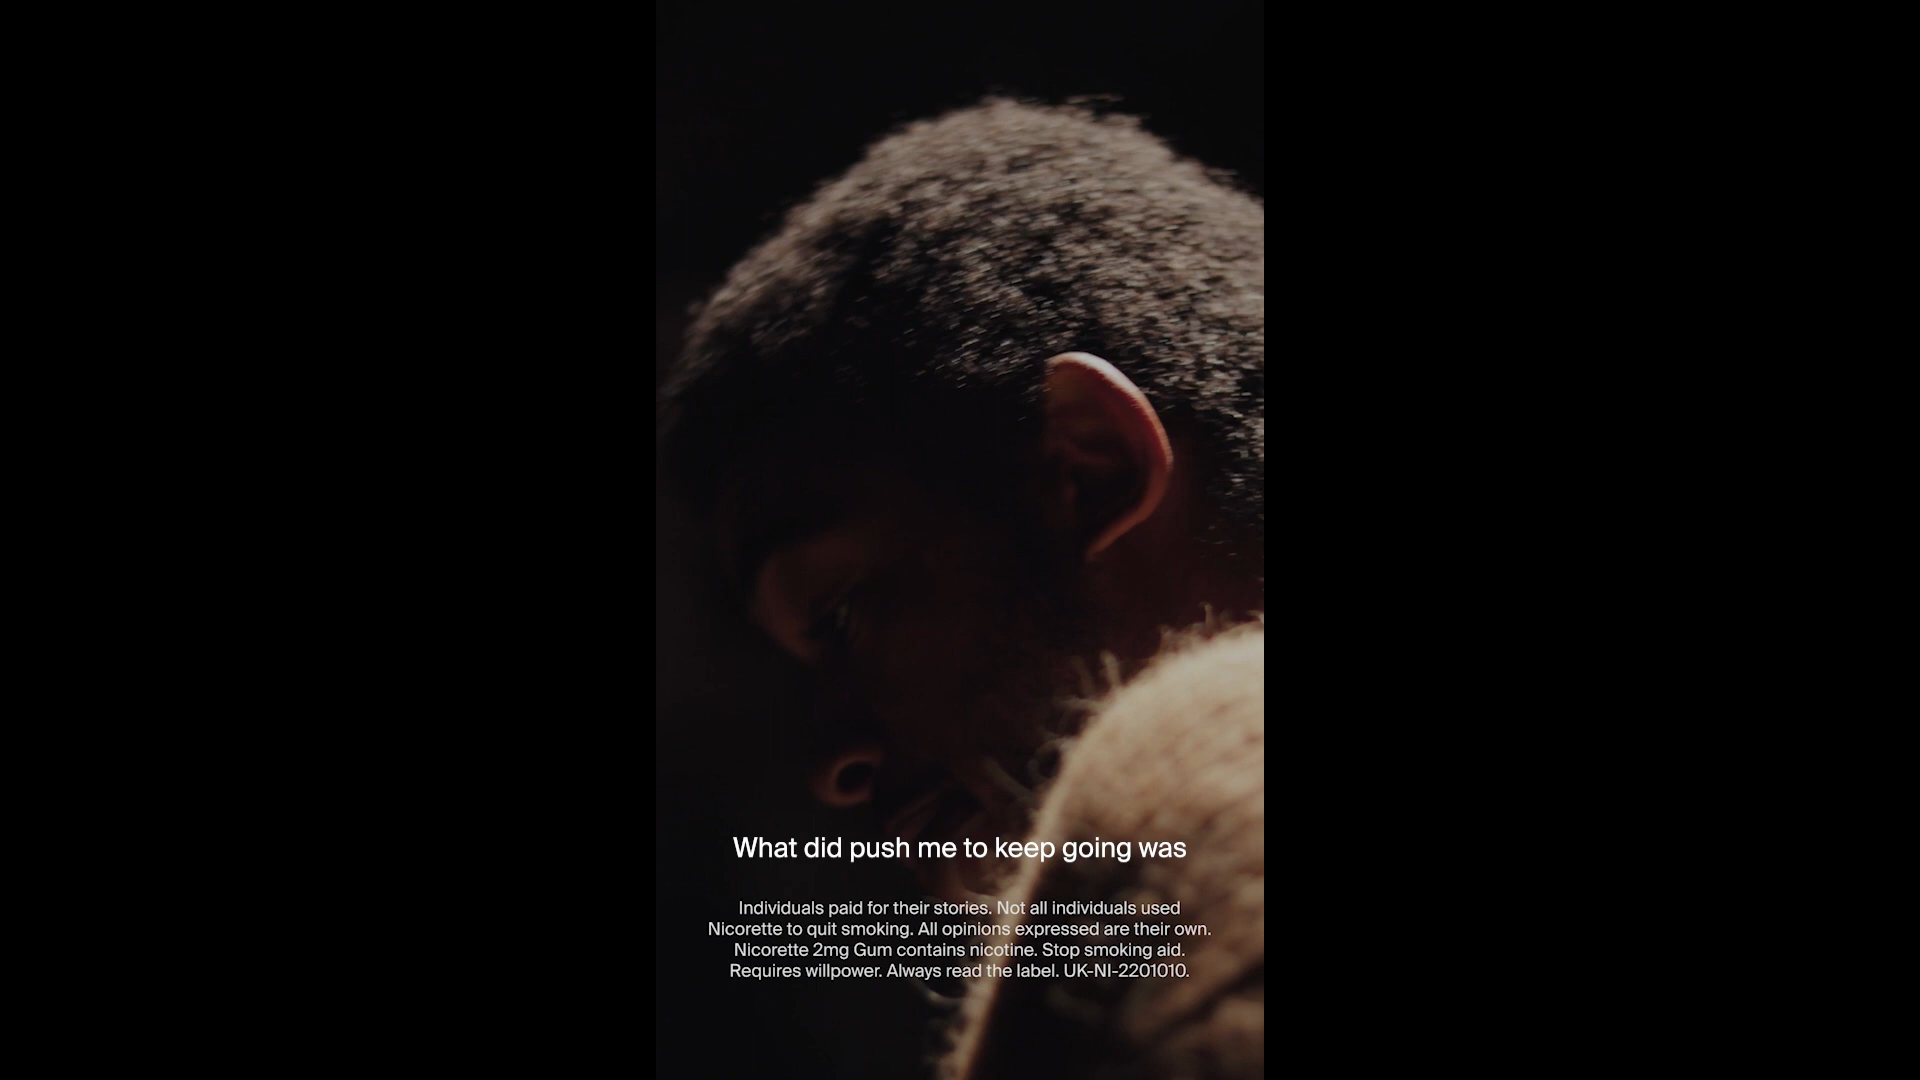 What did push me to keep going was
Individuals paid for their stories. Not all individuals used
Nicorette to quit smoking. All opinions expressed are their own.
Nicorette 2mg Gum contains nicotine. Stop smoking aid.
Requires willpower. Always read the label. UK-NI-2201010.